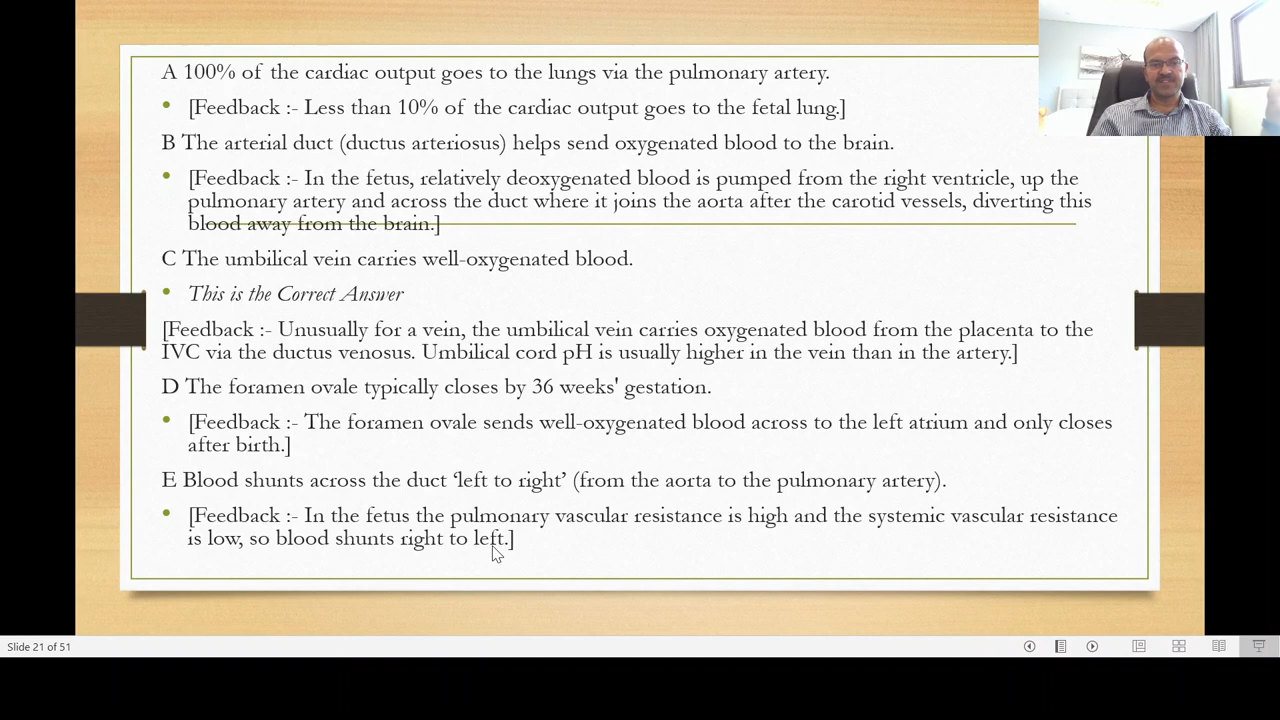 A 100% of the cardiac output goes to the lungs via the pulmonary artery.
• [Feedback :- Less than 10% of the cardiac output goes to the fetal lung.]
B The arterial duct (ductus arteriosus) helps send oxygenated blood to the brain.
• [Feedback :- In the fetus, relatively deoxygenated blood is pumped from the right ventricle, up the
pulmonary artery and across the duct where it joins the aorta after the carotid vessels, diverting this
blood away from the brain.]
C The umbilical vein carries well-oxygenated blood.
• This is the Correct Answer
[Feedback :- Unusually for a vein, the umbilical vein carries oxygenated blood from the placenta to the
IVC via the ductus venosus. Umbilical cord pH is usually higher in the vein than in the artery.]
D The foramen ovale typically closes by 36 weeks' gestation.
• [Feedback :- The foramen ovale sends well-oxygenated blood across to the left atrium and only closes
after birth.]
E Blood shunts across the duct ‘left to right’ (from the aorta to the pulmonary artery).
• [Feedback :- In the fetus the pulmonary vascular resistance is high and the systemic vascular resistance
is low, so blood shunts right to left.]
Slide 21 of 51